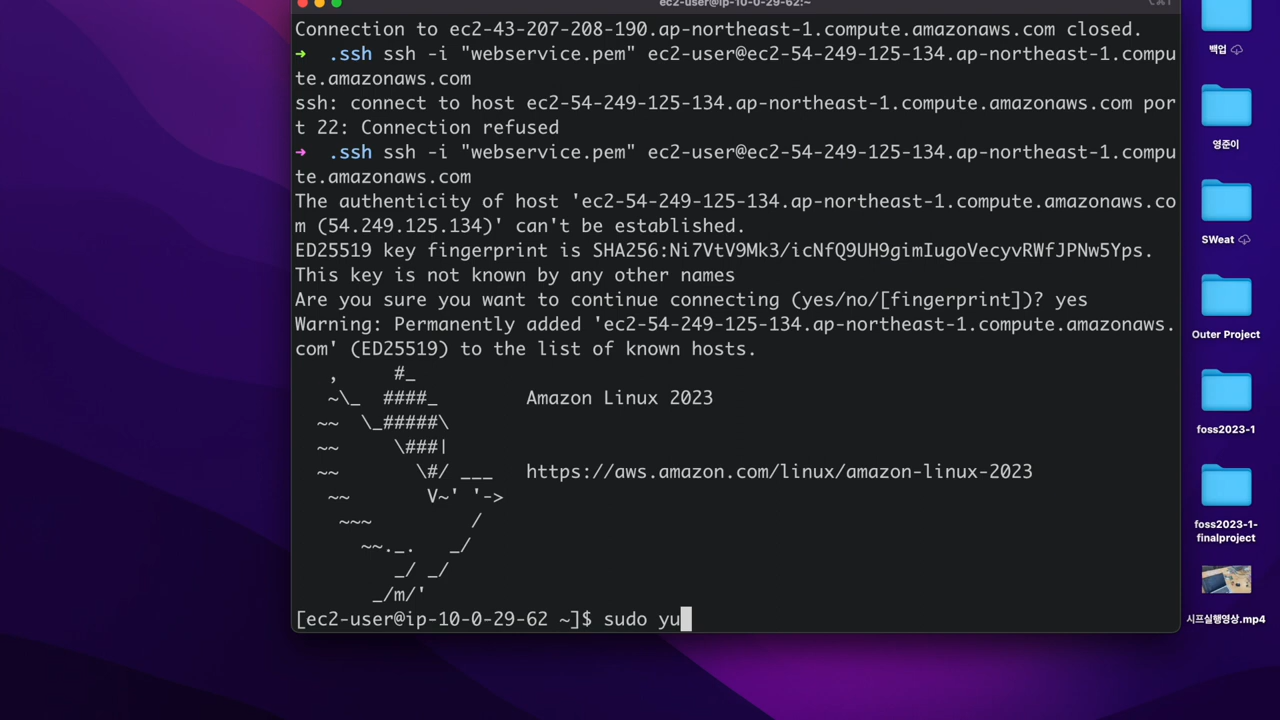 ec2-user@ip-10-0-29-62:~
Connection to ec2-43-207-208-190.ap-northeast-1.compute.amazonaws.com closed.
→ .ssh ssh -i "webservice.pem" ec2-user@ec2-54-249-125-134.ap-northeast-1.compu
te.amazonaws.com
ssh: connect to host ec2-54-249-125-134.ap-northeast-1.compute.amazonaws.com por
t 22: Connection refused
→ .ssh ssh -i "webservice.pem" ec2-user@ec2-54-249-125-134.ap-northeast-1.compu
te.amazonaws.com
The authenticity of host 'ec2-54-249-125-134.ap-northeast-1.compute.amazonaws.co
m (54.249.125.134)' can't be established.
ED25519 key fingerprint is SHA256:Ni7VtV9Mk3/icNfQ9UH9gimIugoVecyvRWfJPNw5Yps.
This key is not known by any other names
Are you sure you want to continue connecting (yes/no/[fingerprint])? yes
Warning: Permanently added 'ec2-54-249-125-134.ap-northeast-1.compute.amazonaws.
com' (ED25519) to the list of known hosts.
   ,     #_
   ~\_  ####_        Amazon Linux 2023
  ~~  \_#####\
  ~~     \###|
  ~~       \#/ ___   https://aws.amazon.com/linux/amazon-linux-2023
   ~~       V~' '->
    ~~~         /
      ~~._.   _/
         _/ _/
       _/m/'
[ec2-user@ip-10-0-29-62 ~]$ sudo yu
백업
영준이
SWeat
Outer Project
foss2023-1
foss2023-1-
finalproject
시프실행영상.mp4